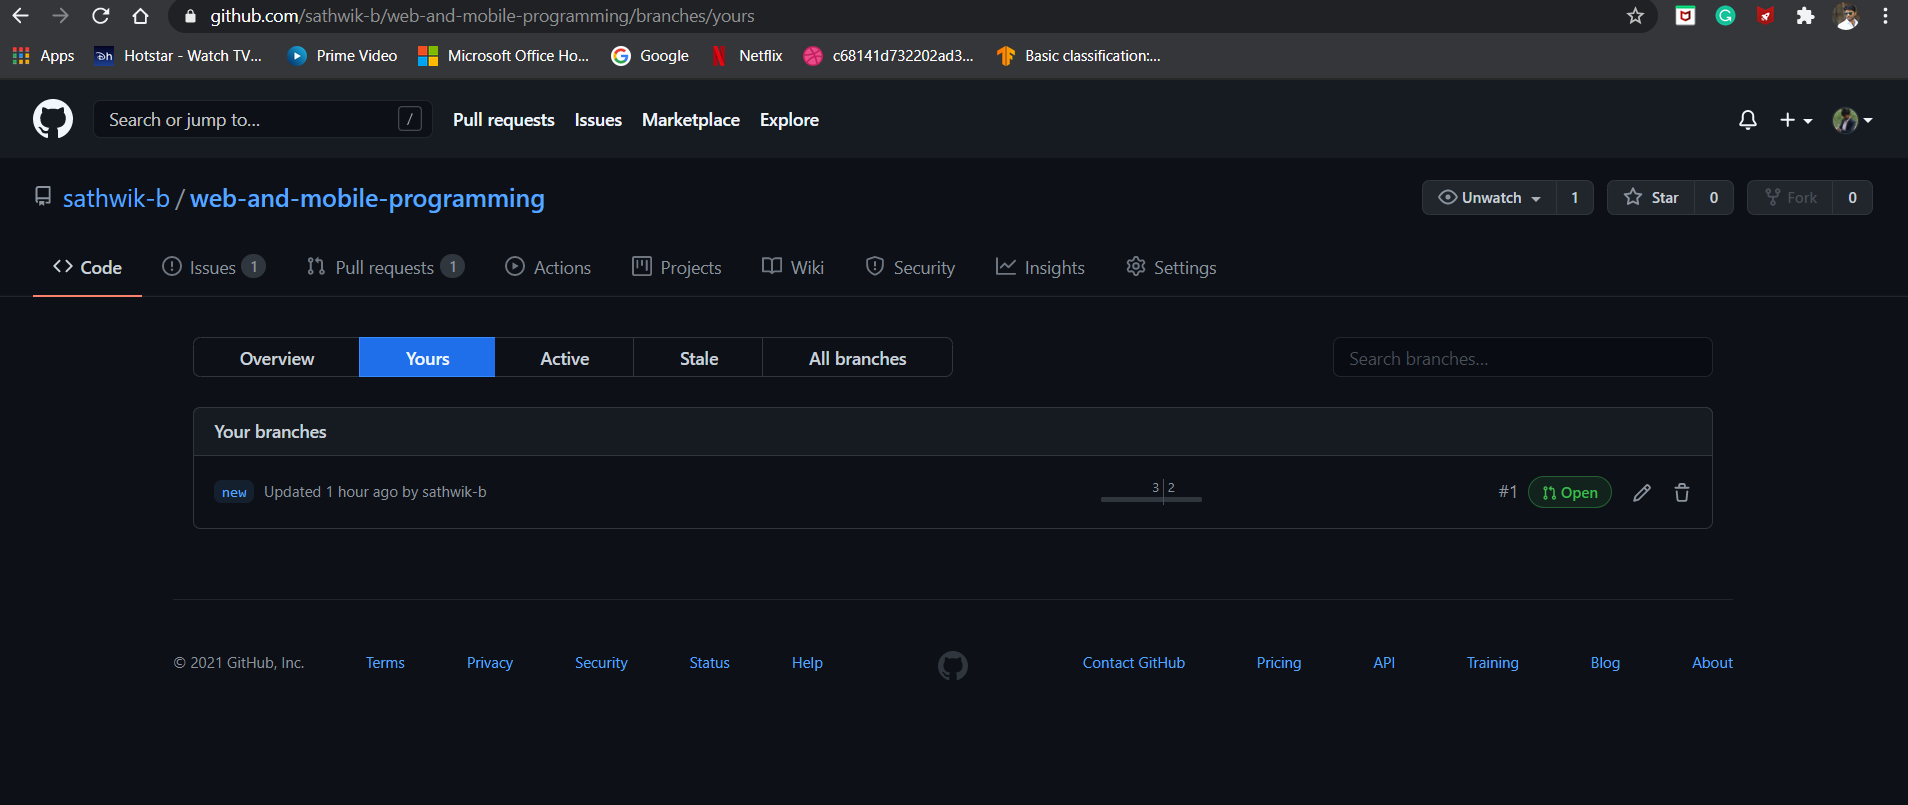 github.com/sathwik-b/web-and-mobile-programming/branches/yours
Apps Hotstar - Watch TV... Prime Video Microsoft Office Ho... Google Netflix c68141d732202ad3... Basic classification:...
Search or jump to... / Pull requests Issues Marketplace Explore
sathwik-b / web-and-mobile-programming Unwatch 1 Star 0 Fork 0
Code Issues 1 Pull requests 1 Actions Projects Wiki Security Insights Settings
Overview Yours Active Stale All branches Search branches...
Your branches
new Updated 1 hour ago by sathwik-b 3 2 #1 Open
© 2021 GitHub, Inc. Terms Privacy Security Status Help Contact GitHub Pricing API Training Blog About